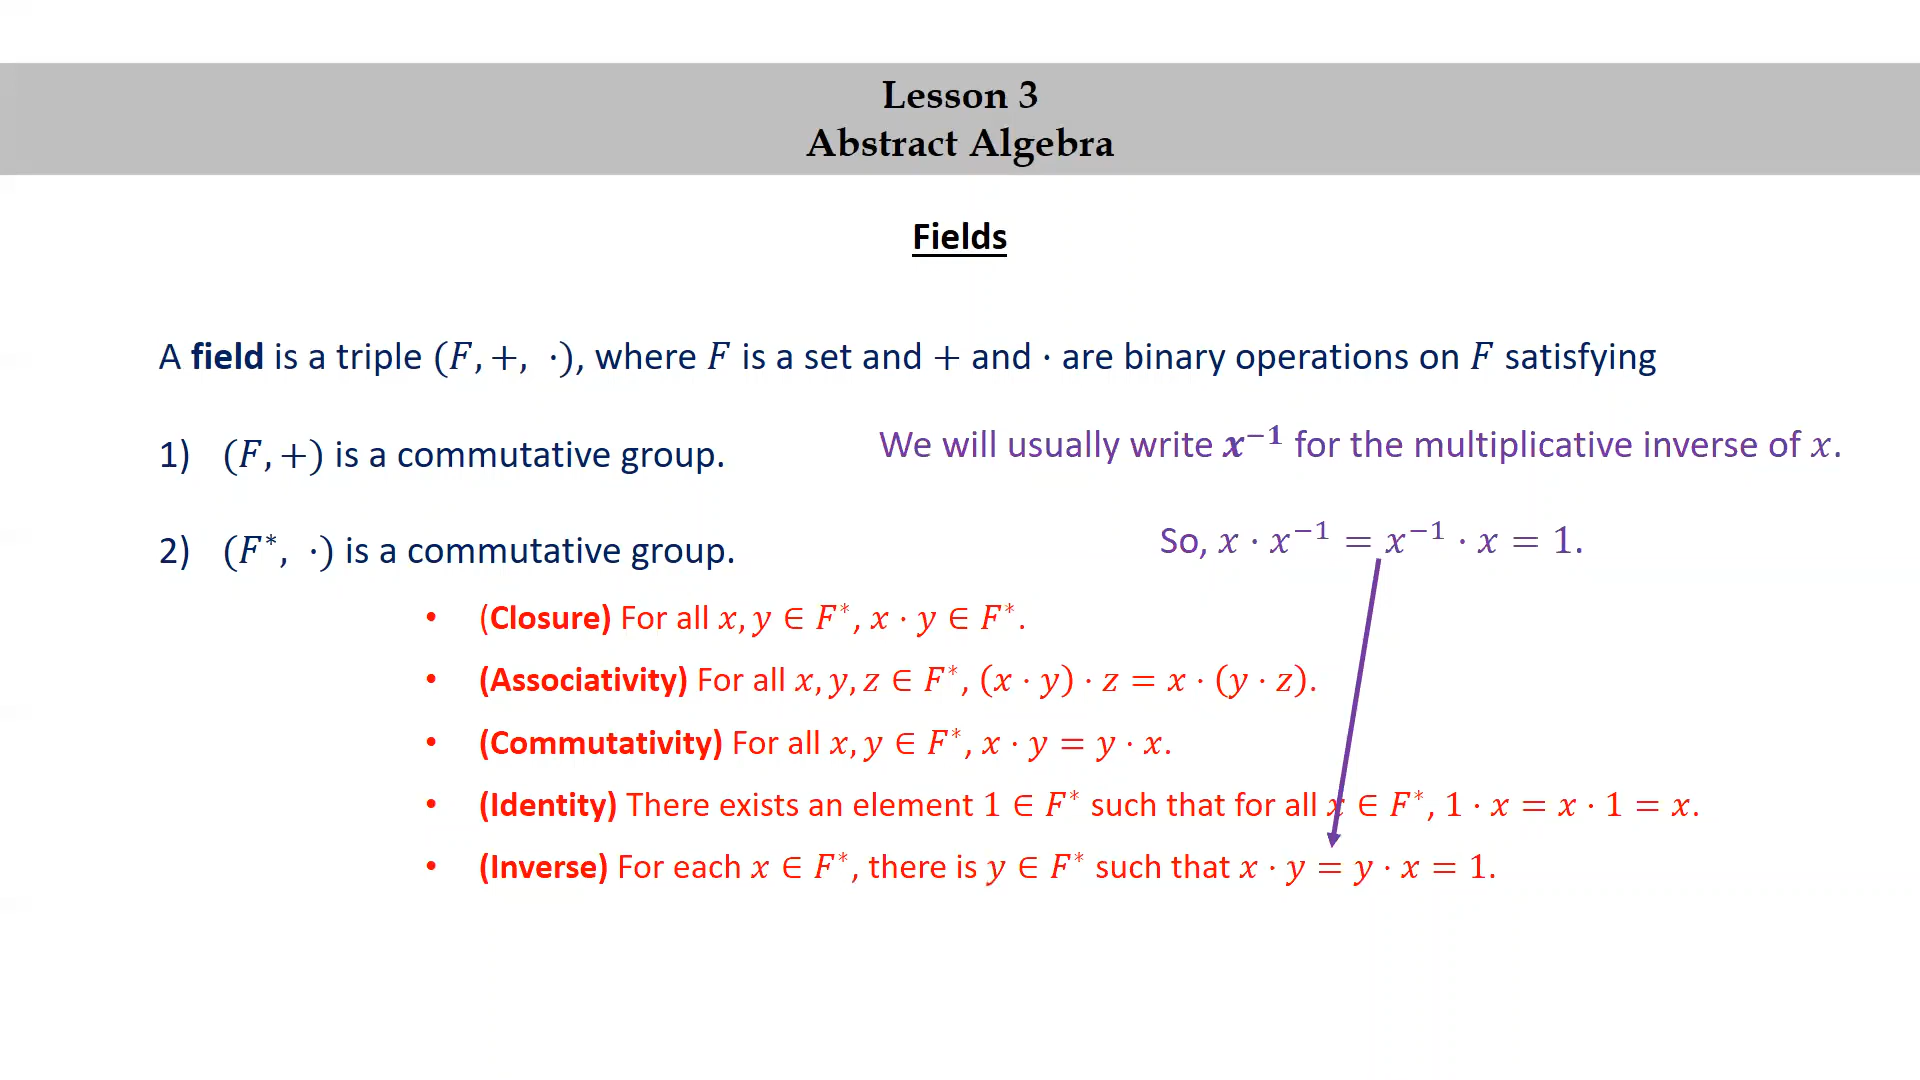 Lesson 3
Abstract Algebra
Fields
A field is a triple (𝐹, +, ·), where 𝐹 is a set and + and · are binary operations on 𝐹 satisfying
1) (𝐹, +) is a commutative group.
We will usually write 𝒙⁻¹ for the multiplicative inverse of 𝑥.
2) (𝐹*, ·) is a commutative group.
So, 𝑥 · 𝑥⁻¹ = 𝑥⁻¹ · 𝑥 = 1.
• (Closure) For all 𝑥, 𝑦 ∈ 𝐹*, 𝑥 · 𝑦 ∈ 𝐹*.
• (Associativity) For all 𝑥, 𝑦, 𝑧 ∈ 𝐹*, (𝑥 · 𝑦) · 𝑧 = 𝑥 · (𝑦 · 𝑧).
• (Commutativity) For all 𝑥, 𝑦 ∈ 𝐹*, 𝑥 · 𝑦 = 𝑦 · 𝑥.
• (Identity) There exists an element 1 ∈ 𝐹* such that for all 𝑥 ∈ 𝐹*, 1 · 𝑥 = 𝑥 · 1 = 𝑥.
• (Inverse) For each 𝑥 ∈ 𝐹*, there is 𝑦 ∈ 𝐹* such that 𝑥 · 𝑦 = 𝑦 · 𝑥 = 1.